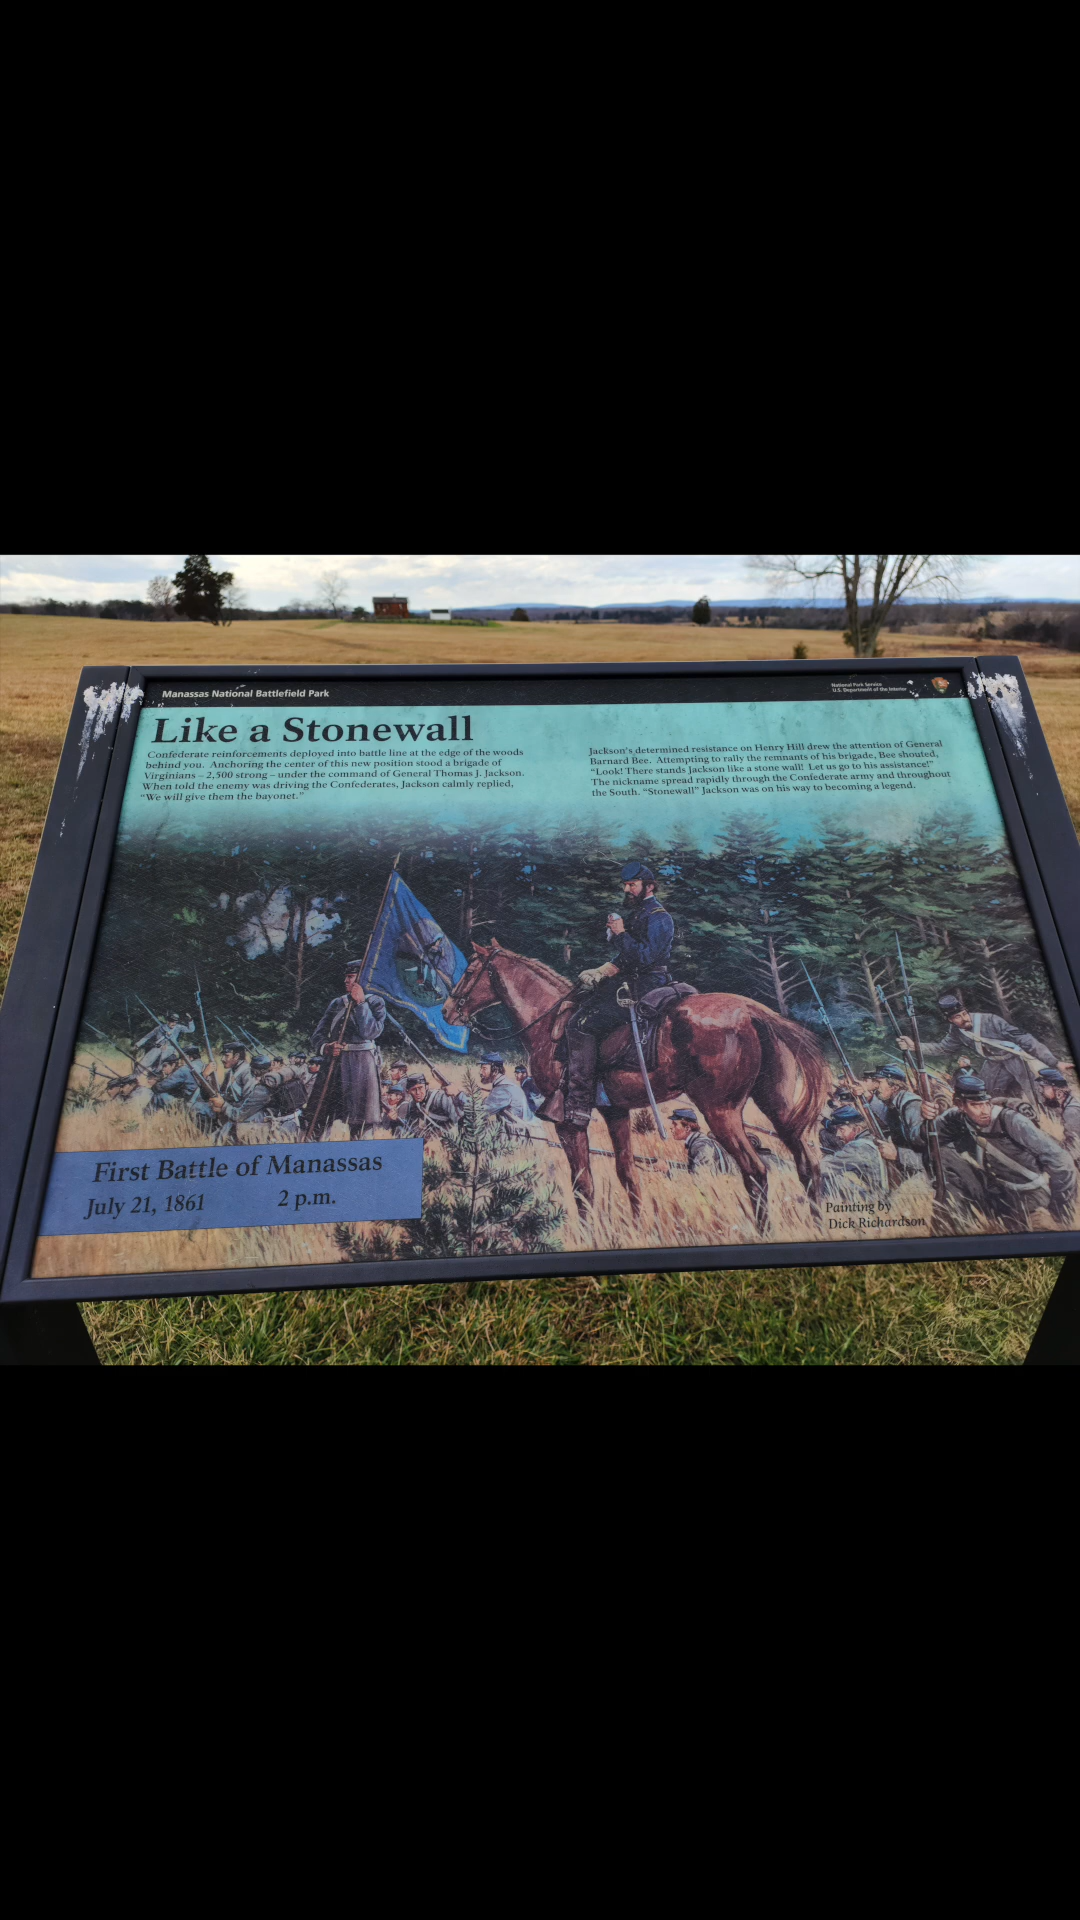 Manassas National Battlefield Park
National Park Service
U.S. Department of the Interior
Like a Stonewall
Confederate reinforcements deployed into battle line at the edge of the woods
behind you. Anchoring the center of this new position stood a brigade of
Virginians – 2,500 strong – under the command of General Thomas J. Jackson.
When told the enemy was driving the Confederates, Jackson calmly replied,
“We will give them the bayonet.”
Jackson's determined resistance on Henry Hill drew the attention of General
Barnard Bee. Attempting to rally the remnants of his brigade, Bee shouted,
“Look! There stands Jackson like a stone wall! Let us go to his assistance!”
The nickname spread rapidly through the Confederate army and throughout
the South. “Stonewall” Jackson was on his way to becoming a legend.
First Battle of Manassas
July 21, 1861 2 p.m.
Painting by
Dick Richardson